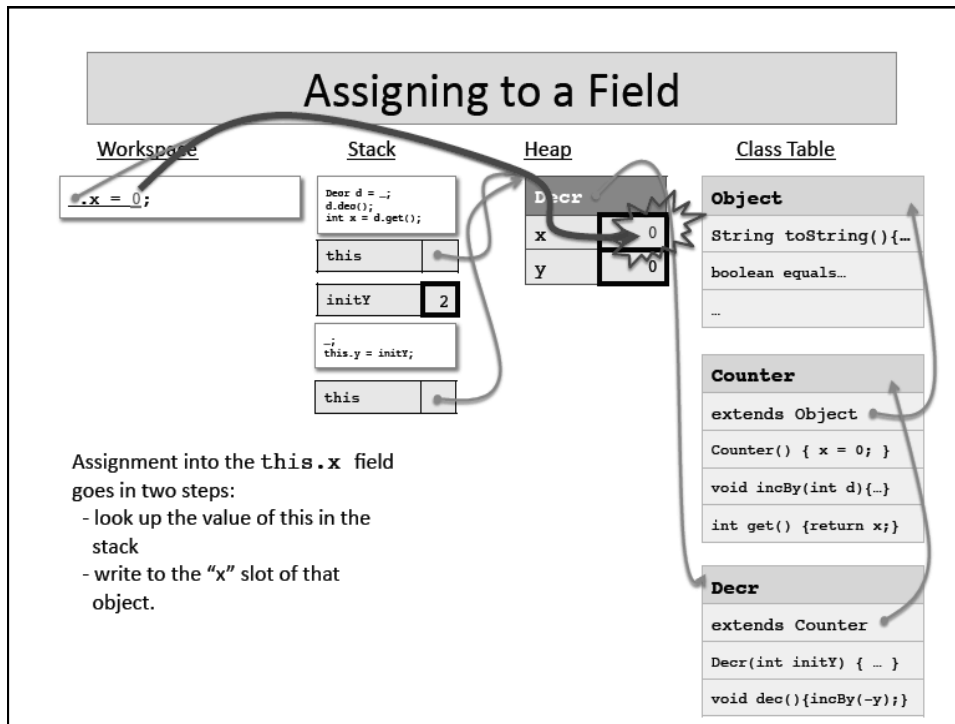 Assigning to a Field
Workspace
Stack
Heap
Class Table
_.x = 0;
Decr d = _;
d.dec();
int x = d.get();
this
initY 2
_;
this.y = initY;
this
Decr
x 0
y 0
Object
String toString(){…
boolean equals…
…
Counter
extends Object
Counter() { x = 0; }
void incBy(int d){…}
int get() {return x;}
Decr
extends Counter
Decr(int initY) { … }
void dec(){incBy(-y);}
Assignment into the this.x field
goes in two steps:
- look up the value of this in the
stack
- write to the “x” slot of that
object.